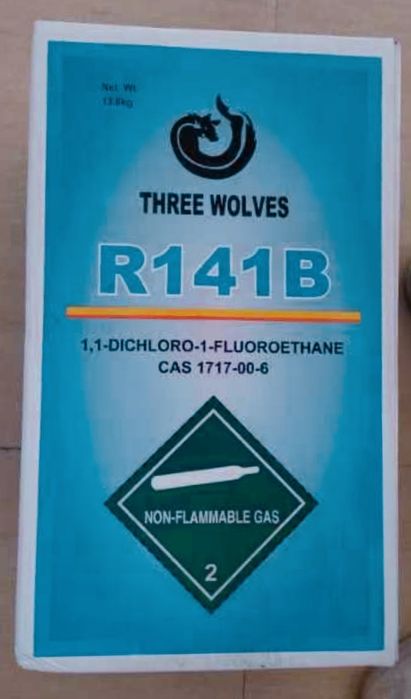 Net. Wt.
13.6kg
THREE WOLVES
R141B
1,1-DICHLORO-1-FLUOROETHANE
CAS 1717-00-6
NON-FLAMMABLE GAS
2